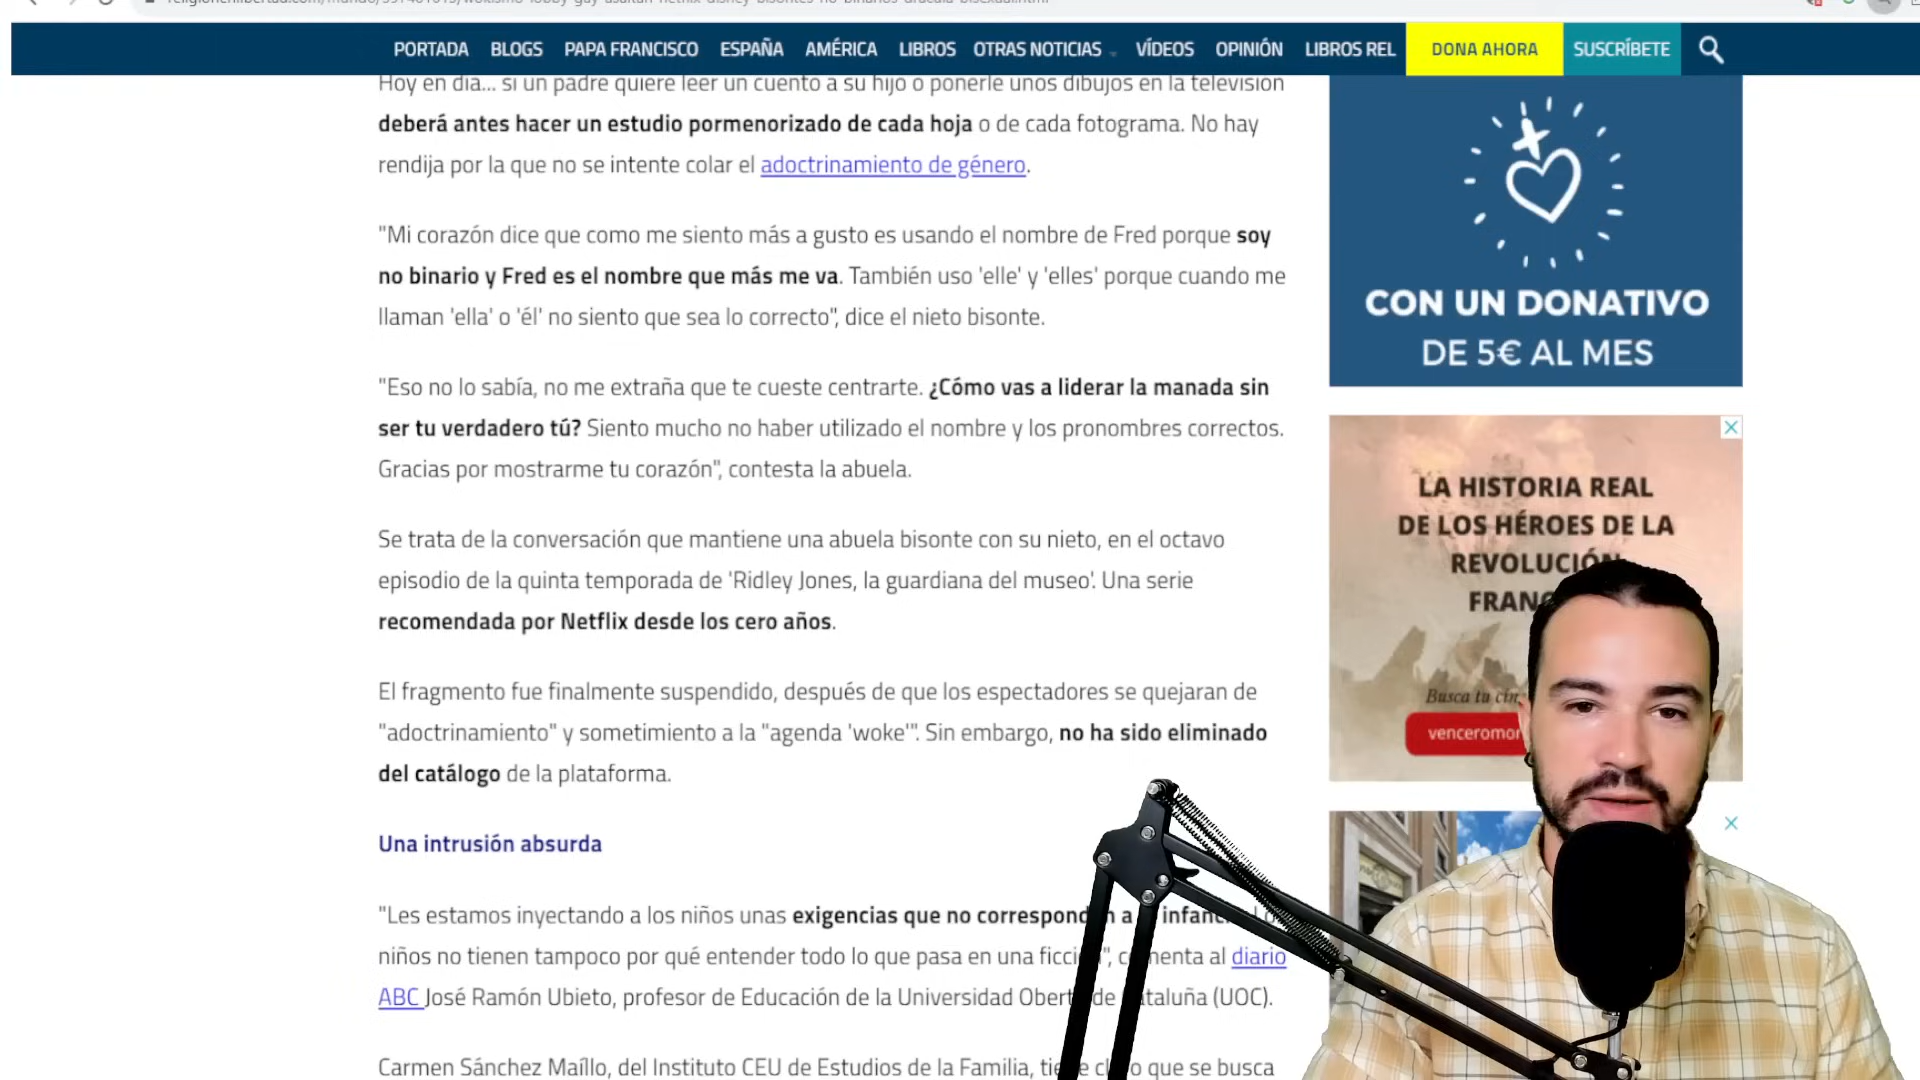 PORTADA BLOGS PAPA FRANCISCO ESPAÑA AMÉRICA LIBROS OTRAS NOTICIAS VÍDEOS OPINIÓN LIBROS REL DONA AHORA SUSCRÍBETE
Hoy en día... si un padre quiere leer un cuento a su hijo o ponerle unos dibujos en la televisión
deberá antes hacer un estudio pormenorizado de cada hoja o de cada fotograma. No hay
rendija por la que no se intente colar el adoctrinamiento de género.
"Mi corazón dice que como me siento más a gusto es usando el nombre de Fred porque soy
no binario y Fred es el nombre que más me va. También uso 'elle' y 'elles' porque cuando me
llaman 'ella' o 'él' no siento que sea lo correcto", dice el nieto bisonte.
"Eso no lo sabía, no me extraña que te cueste centrarte. ¿Cómo vas a liderar la manada sin
ser tu verdadero tú? Siento mucho no haber utilizado el nombre y los pronombres correctos.
Gracias por mostrarme tu corazón", contesta la abuela.
Se trata de la conversación que mantiene una abuela bisonte con su nieto, en el octavo
episodio de la quinta temporada de 'Ridley Jones, la guardiana del museo'. Una serie
recomendada por Netflix desde los cero años.
El fragmento fue finalmente suspendido, después de que los espectadores se quejaran de
"adoctrinamiento" y sometimiento a la "agenda 'woke'". Sin embargo, no ha sido eliminado
del catálogo de la plataforma.
Una intrusión absurda
"Les estamos inyectando a los niños unas exigencias que no corresponden a
niños no tienen tampoco por qué entender todo lo que pasa en una comenta al diario
ABC José Ramón Ubieto, profesor de Educación de la Universidad Oberta de Cataluña (UOC).
Carmen Sánchez Maíllo, del Instituto CEU de Estudios de la Familia, que se busca
CON UN DONATIVO
DE 5€ AL MES
LA HISTORIA REAL
DE LOS HÉROES DE LA
REVOLUCIÓN
FRANC
Busca tu
venceremor